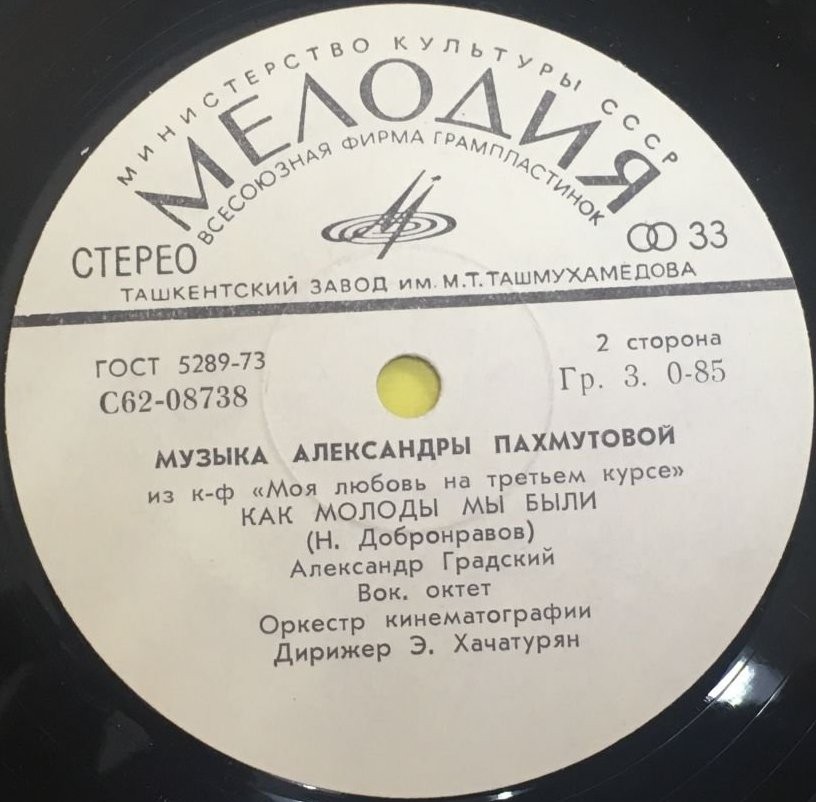 МИНИСТЕРСТВО КУЛЬТУРЫ СССР
МЕЛОДИЯ
ВСЕСОЮЗНАЯ ФИРМА ГРАМПЛАСТИНОК
СТЕРЕО
33
ТАШКЕНТСКИЙ ЗАВОД ИМ. М.Т. ТАШМУХАМЕДОВА
ГОСТ 5289-73
2 сторона
С62-08738
Гр. 3. 0-85
МУЗЫКА АЛЕКСАНДРЫ ПАХМУТОВОЙ
из к-ф «Моя любовь на третьем курсе»
КАК МОЛОДЫ МЫ БЫЛИ
(Н. Добронравов)
Александр Градский
Вок. октет
Оркестр кинематографии
Дирижер Э. Хачатурян